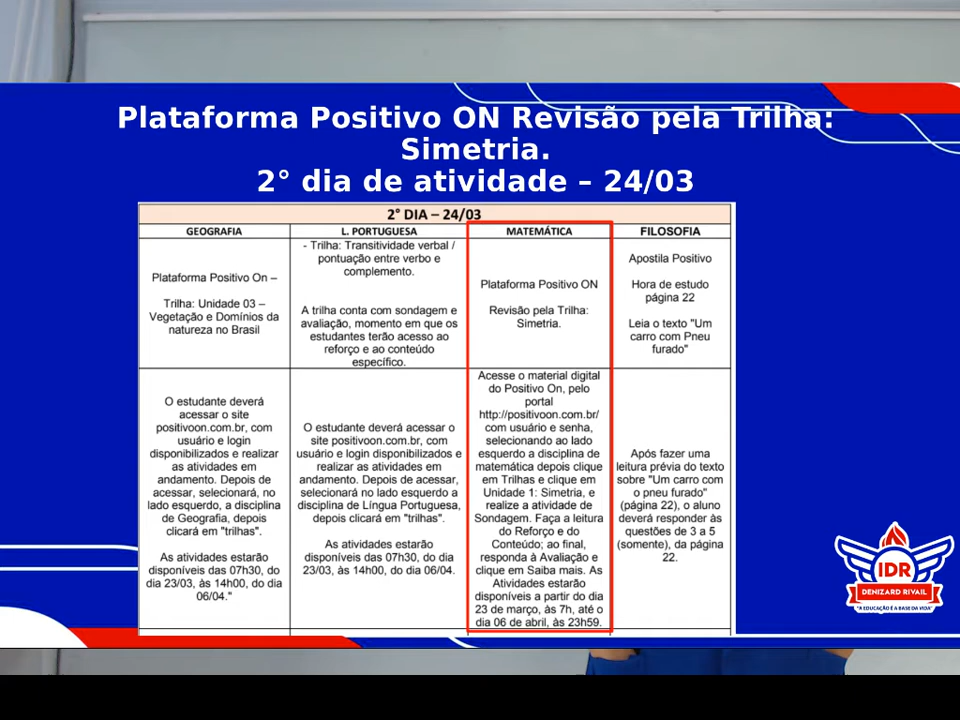 Plataforma Positivo ON Revisão pela Trilha:
Simetria.
2° dia de atividade – 24/03
2° DIA – 24/03
GEOGRAFIA
L. PORTUGUESA
MATEMÁTICA
FILOSOFIA
Plataforma Positivo On –
Trilha: Unidade 03 –
Vegetação e Domínios da
natureza no Brasil
- Trilha: Transitividade verbal /
pontuação entre verbo e
complemento.
A trilha conta com sondagem e
avaliação, momento em que os
estudantes terão acesso ao
reforço e ao conteúdo
específico.
Plataforma Positivo ON
Revisão pela Trilha:
Simetria.
Apostila Positivo
Hora de estudo
página 22
Leia o texto "Um
carro com Pneu
furado"
O estudante deverá
acessar o site
positivoon.com.br, com
usuário e login
disponibilizados e realizar
as atividades em
andamento. Depois de
acessar, selecionará, no
lado esquerdo, a disciplina
de Geografia, depois
clicará em "trilhas".
As atividades estarão
disponíveis das 07h30, do
dia 23/03, às 14h00, do dia
06/04."
O estudante deverá acessar o
site positivoon.com.br, com
usuário e login disponibilizados e
realizar as atividades em
andamento. Depois de acessar,
selecionará no lado esquerdo a
disciplina de Língua Portuguesa,
depois clicará em "trilhas".
As atividades estarão
disponíveis das 07h30, do dia
23/03, às 14h00, do dia 06/04.
Acesse o material digital
do Positivo On, pelo
portal
http://positivoon.com.br/
com usuário e senha,
selecionando ao lado
esquerdo a disciplina de
matemática depois clique
em Trilhas e clique em
Unidade 1: Simetria, e
realize a atividade de
Sondagem. Faça a leitura
do Reforço e do
Conteúdo; ao final,
responda à Avaliação e
clique em Saiba mais. As
Atividades estarão
disponíveis a partir do dia
23 de março, às 7h, até o
dia 06 de abril, às 23h59.
Após fazer uma
leitura prévia do texto
sobre "Um carro com
o pneu furado"
(página 22), o aluno
deverá responder às
questões de 3 a 5
(somente), da página
22.
IDR
DENIZARD RIVAIL
"A EDUCAÇÃO É A BASE DA VIDA"